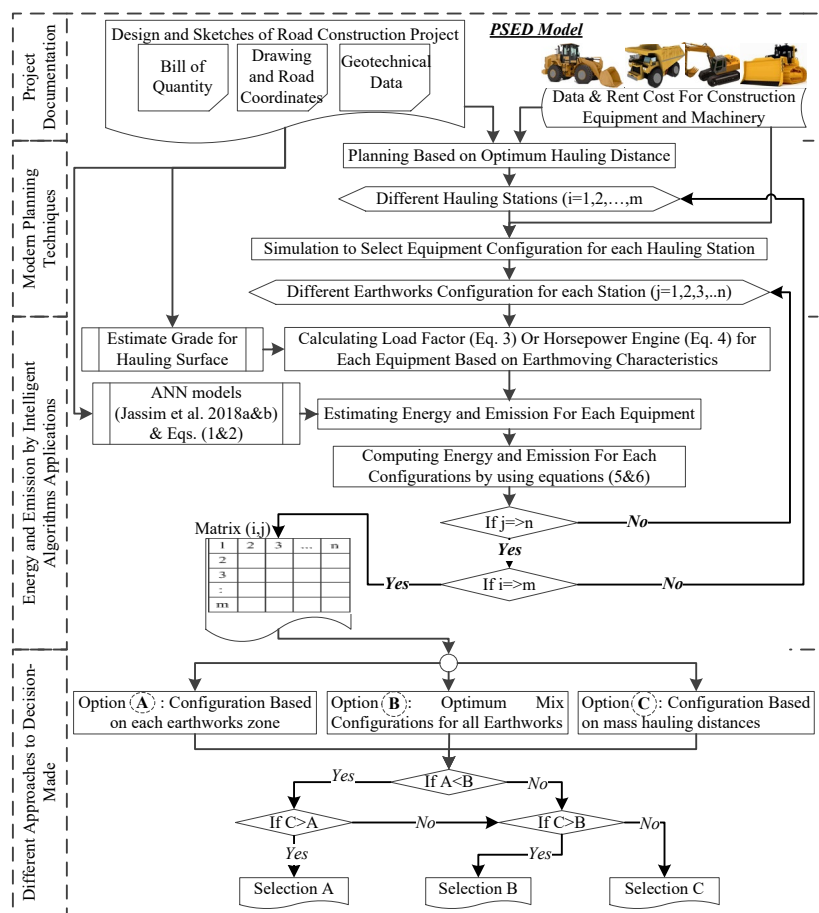 PSED Model
Project
Documentation
Design and Sketches of Road Construction Project
Bill of
Quantity
Drawing
and Road
Coordinates
Geotechnical
Data
Data & Rent Cost For Construction
Equipment and Machinery
Modern Planning
Techniques
Planning Based on Optimum Hauling Distance
Different Hauling Stations (i=1,2,…,m
Simulation to Select Equipment Configuration for each Hauling Station
Different Earthworks Configuration for each Station (j=1,2,3,..n)
Energy and Emission by Intelligent
Algorithms Applications
Estimate Grade for
Hauling Surface
Calculating Load Factor (Eq. 3) Or Horsepower Engine (Eq. 4) for
Each Equipment Based on Earthmoving Characteristics
ANN models
(Jassim et al. 2018a&b)
& Eqs. (1&2)
Estimating Energy and Emission For Each Equipment
Computing Energy and Emission For Each
Configurations by using equations (5&6)
If j=>n
No
Yes
If i=>m
Yes
No
Matrix (i,j)
1 2 3 ... n
2
3
:
m
Different Approaches to Decision-
Made
Option A : Configuration Based
on each earthworks zone
Option B : Optimum Mix
Configurations for all Earthworks
Option C : Configuration Based
on mass hauling distances
If A<B
Yes
No
If C>A
No
Yes
If C>B
No
Yes
Selection A
Selection B
Selection C